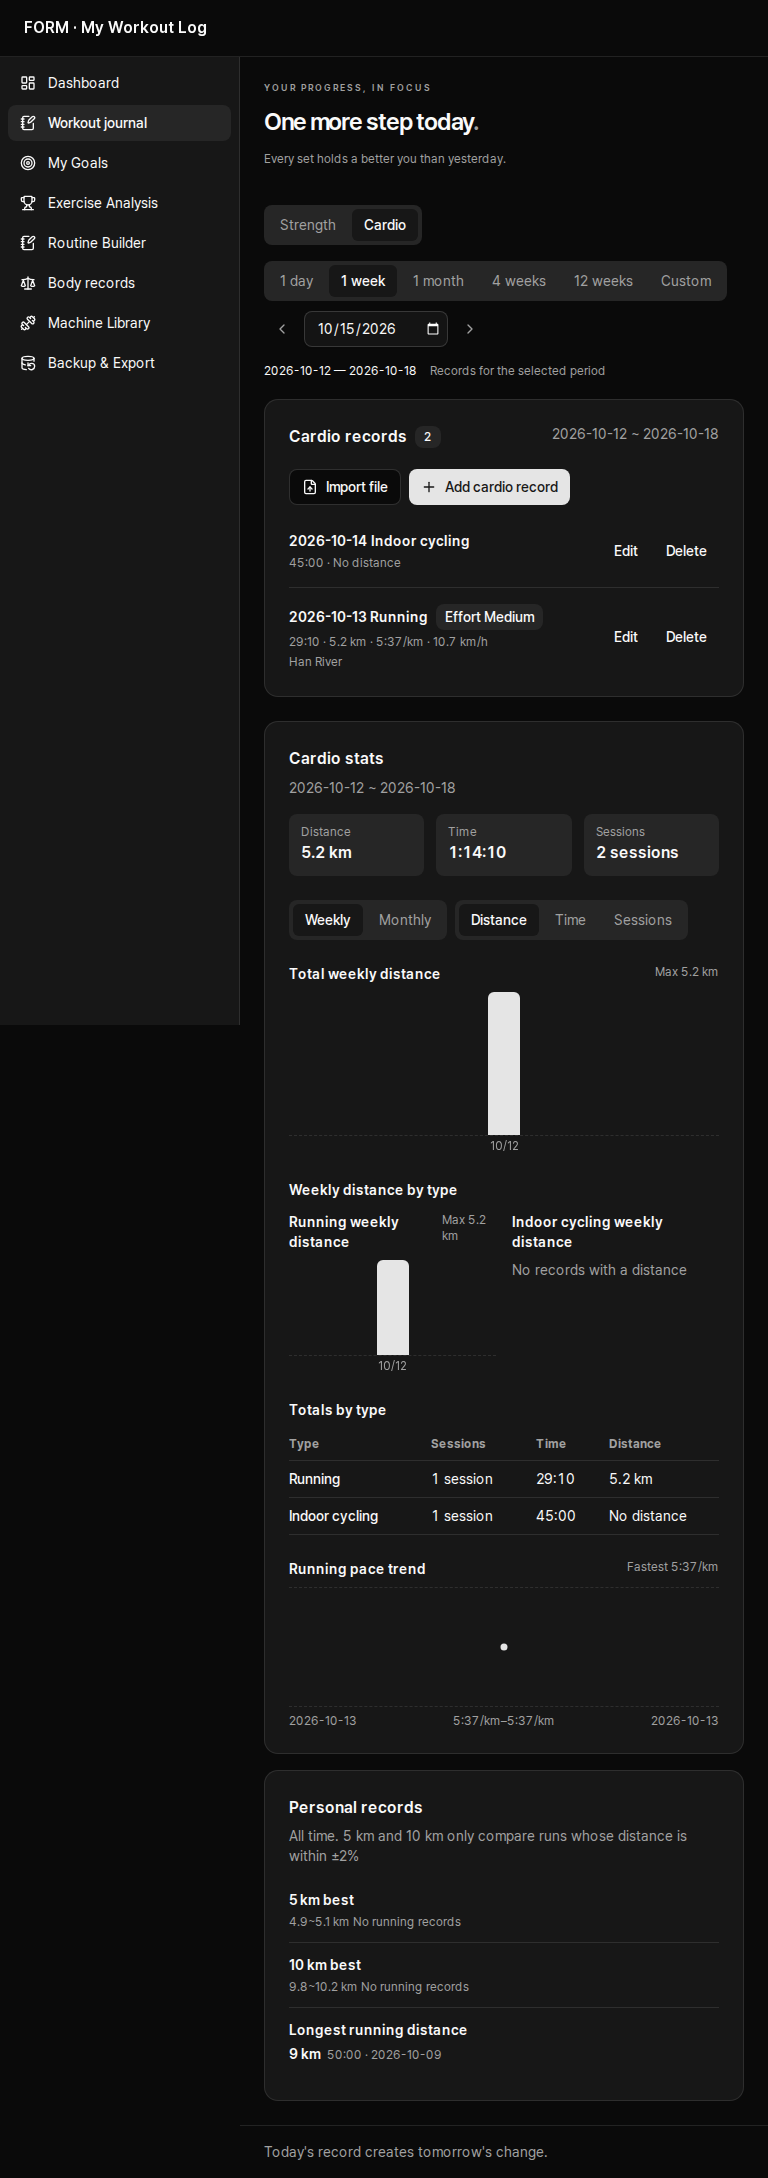 FORM · My Workout Log
Dashboard
Workout journal
My Goals
Exercise Analysis
Routine Builder
Body records
Machine Library
Backup & Export
YOUR PROGRESS, IN FOCUS
One more step today.
Every set holds a better you than yesterday.
Strength Cardio
1 day 1 week 1 month 4 weeks 12 weeks Custom
10/15/2026
2026-10-12 — 2026-10-18 Records for the selected period
Cardio records 2 2026-10-12 ~ 2026-10-18
Import file Add cardio record
2026-10-14 Indoor cycling
45:00 · No distance
Edit Delete
2026-10-13 Running Effort Medium
29:10 · 5.2 km · 5:37/km · 10.7 km/h
Han River
Edit Delete
Cardio stats
2026-10-12 ~ 2026-10-18
Distance
5.2 km
Time
1:14:10
Sessions
2 sessions
Weekly Monthly Distance Time Sessions
Total weekly distance Max 5.2 km
10/12
Weekly distance by type
Running weekly
distance
Max 5.2
km
10/12
Indoor cycling weekly
distance
No records with a distance
Totals by type
Type Sessions Time Distance
Running 1 session 29:10 5.2 km
Indoor cycling 1 session 45:00 No distance
Running pace trend Fastest 5:37/km
2026-10-13 5:37/km–5:37/km 2026-10-13
Personal records
All time. 5 km and 10 km only compare runs whose distance is
within ±2%
5 km best
4.9~5.1 km No running records
10 km best
9.8~10.2 km No running records
Longest running distance
9 km 50:00 · 2026-10-09
Today's record creates tomorrow's change.